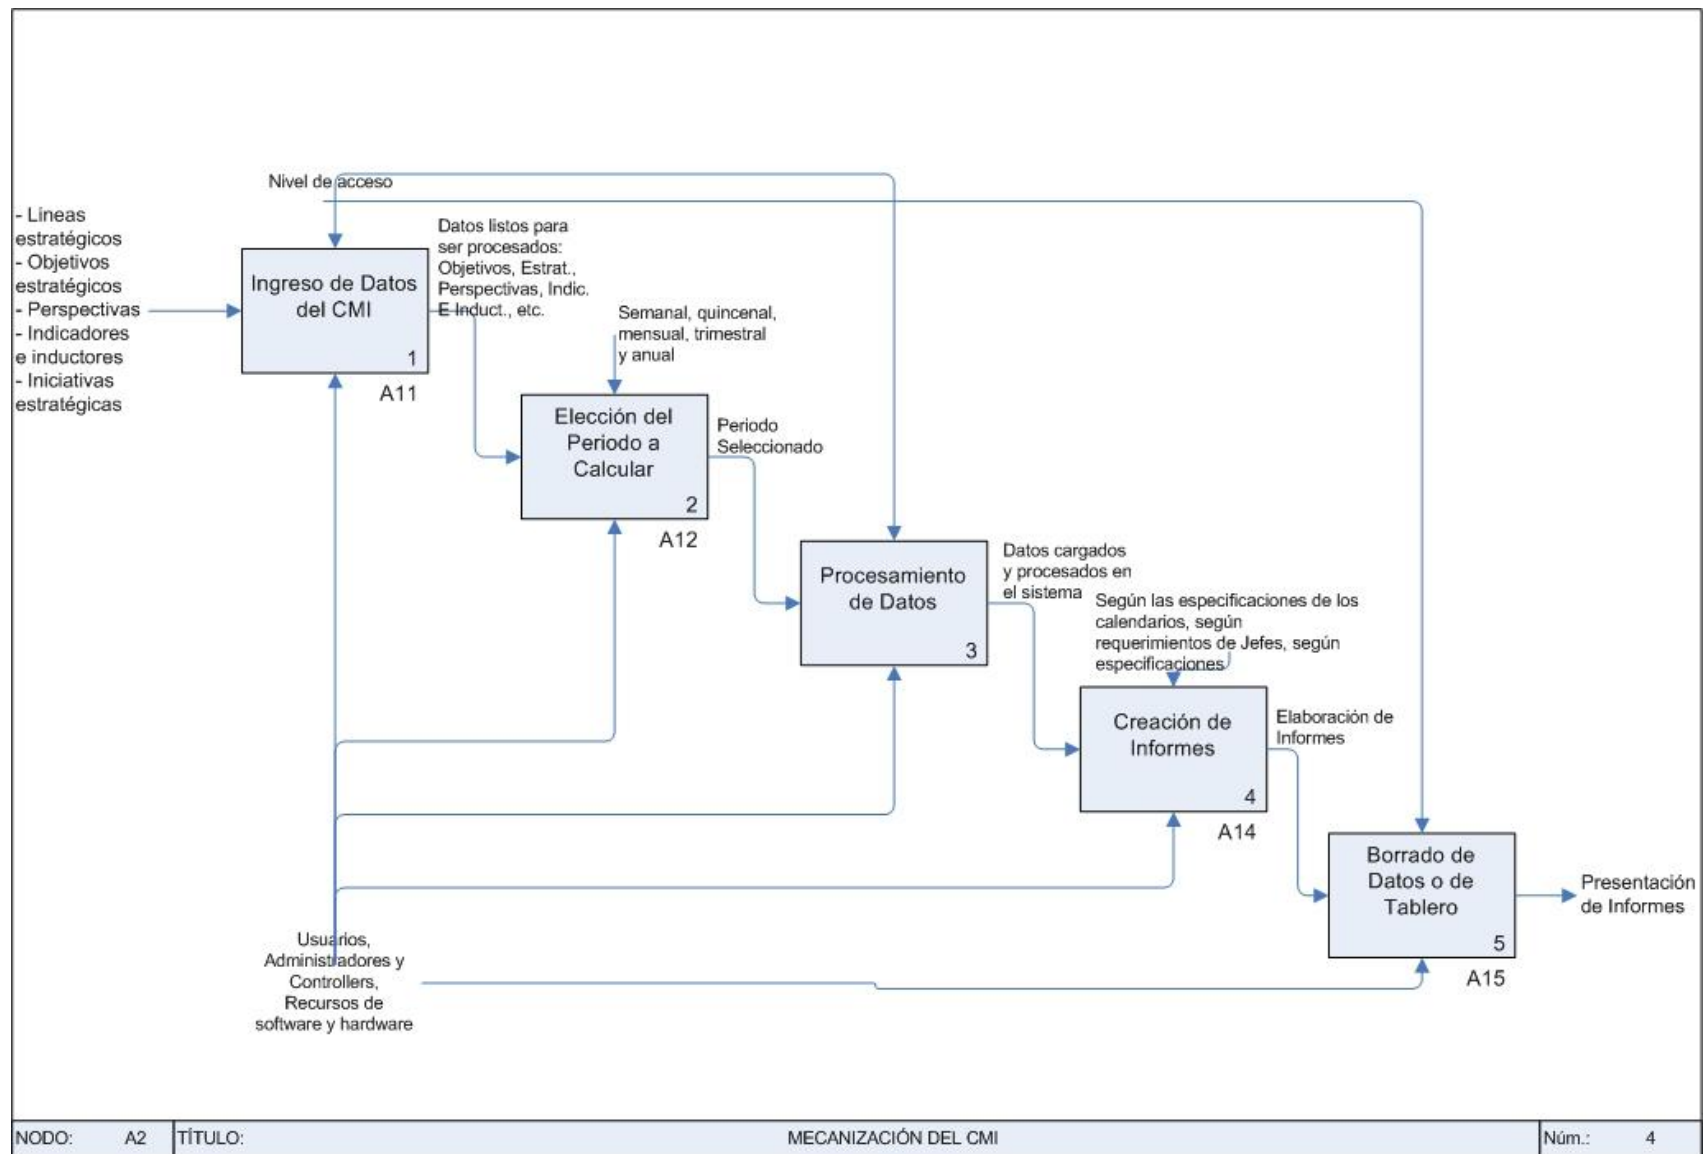 Nivel de acceso
- Lineas
estratégicos
- Objetivos
estratégicos
- Perspectivas
- Indicadores
e inductores
- Iniciativas
estratégicas
Ingreso de Datos
del CMI
1
A11
Datos listos para
ser procesados:
Objetivos, Estrat.,
Perspectivas, Indic.
E Induct., etc.
Semanal, quincenal,
mensual, trimestral
y anual
Elección del
Periodo a
Calcular
2
A12
Periodo
Seleccionado
Procesamiento
de Datos
3
Datos cargados
y procesados en
el sistema
Según las especificaciones de los
calendarios, según
requerimientos de Jefes, según
especificaciones
Creación de
Informes
4
A14
Elaboración de
Informes
Borrado de
Datos o de
Tablero
5
A15
Presentación
de Informes
Usuarios,
Administradores y
Controllers,
Recursos de
software y hardware
NODO: A2 TÍTULO: MECANIZACIÓN DEL CMI Núm.: 4